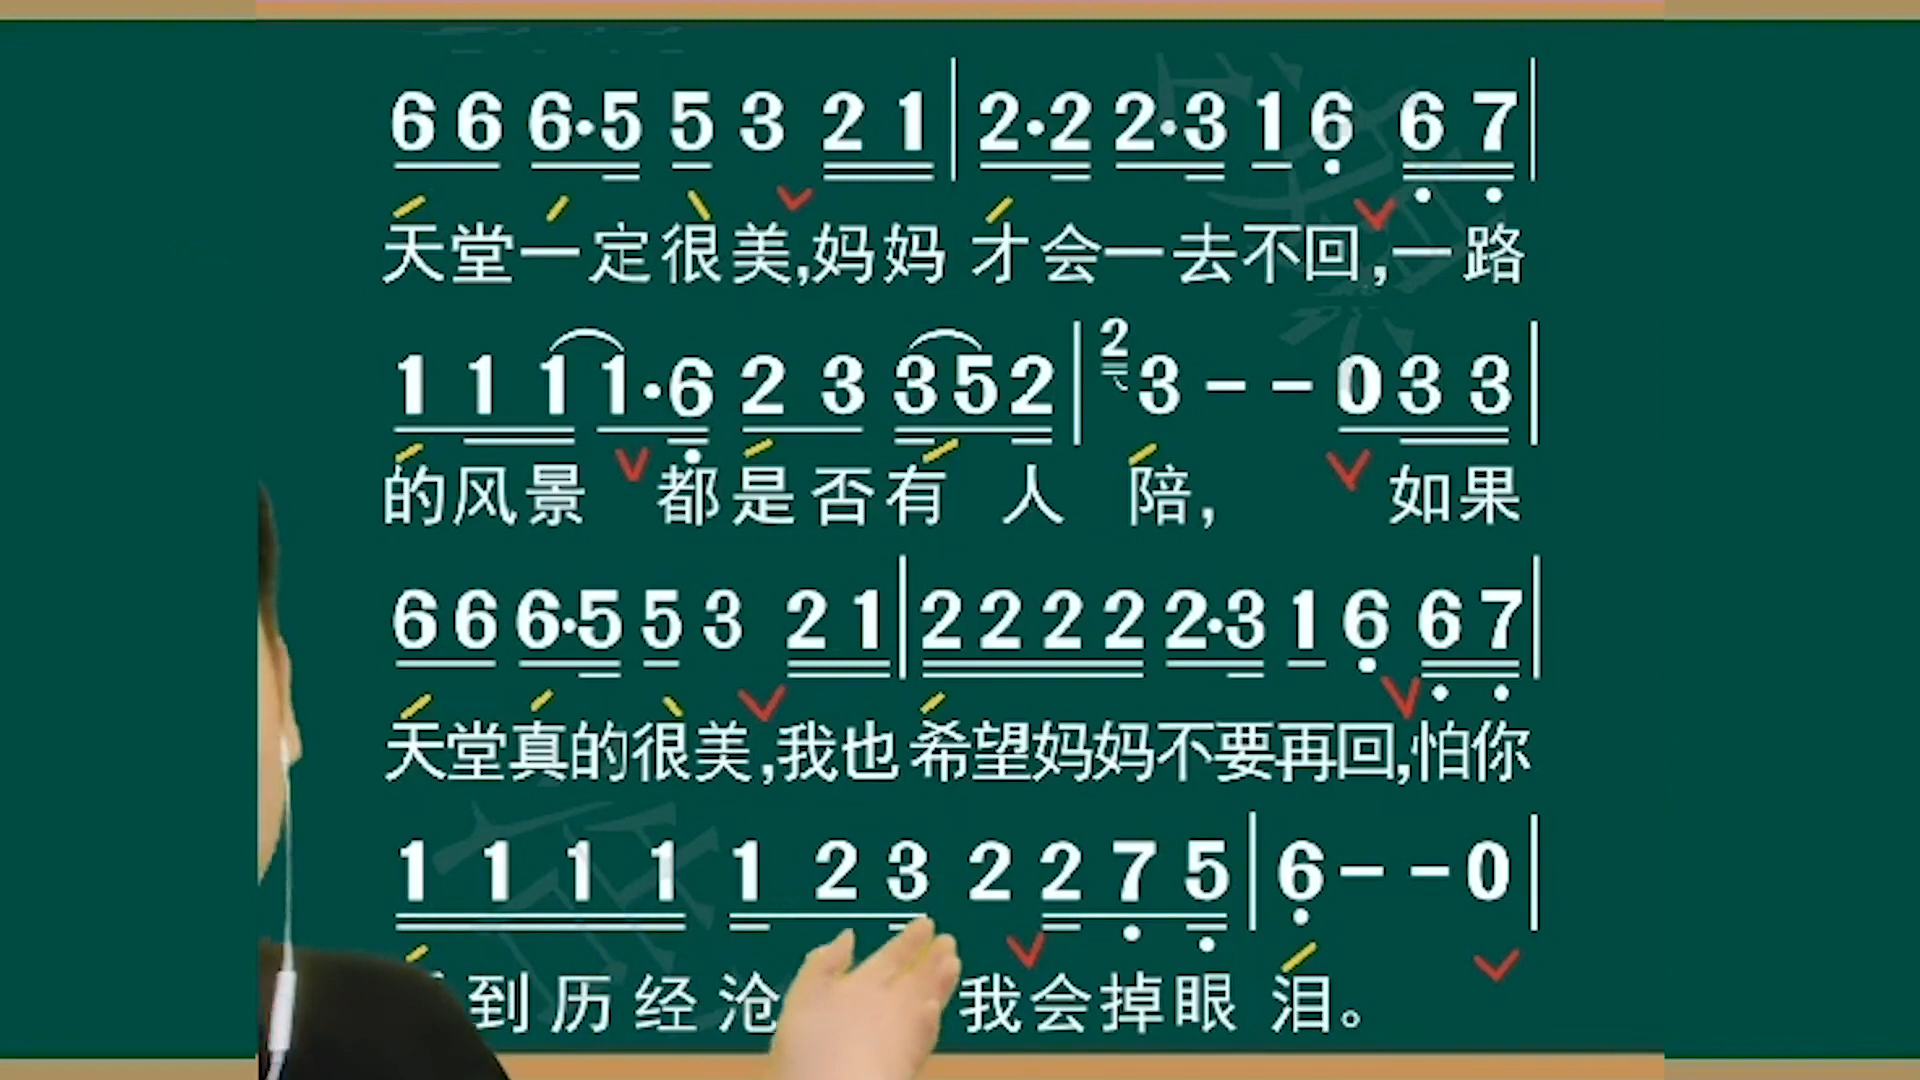 6 6 6·5 5 3 2 1 | 2·2 2·3 1 6 6 7 |
天堂一定很美,妈妈 才会一去不回,一路
1 1 1 1·6 2 3 3 5 2 | 2 3 - - 0 3 3 |
的风景 都是否有 人 陪, 如果
6 6 6·5 5 3 2 1 | 2 2 2 2 2·3 1 6 6 7 |
天堂真的很美,我也 希望妈妈不要再回,怕你
1 1 1 1 1 2 3 2 2 7 5 | 6 - - 0 |
到历经沧 我会掉眼 泪。